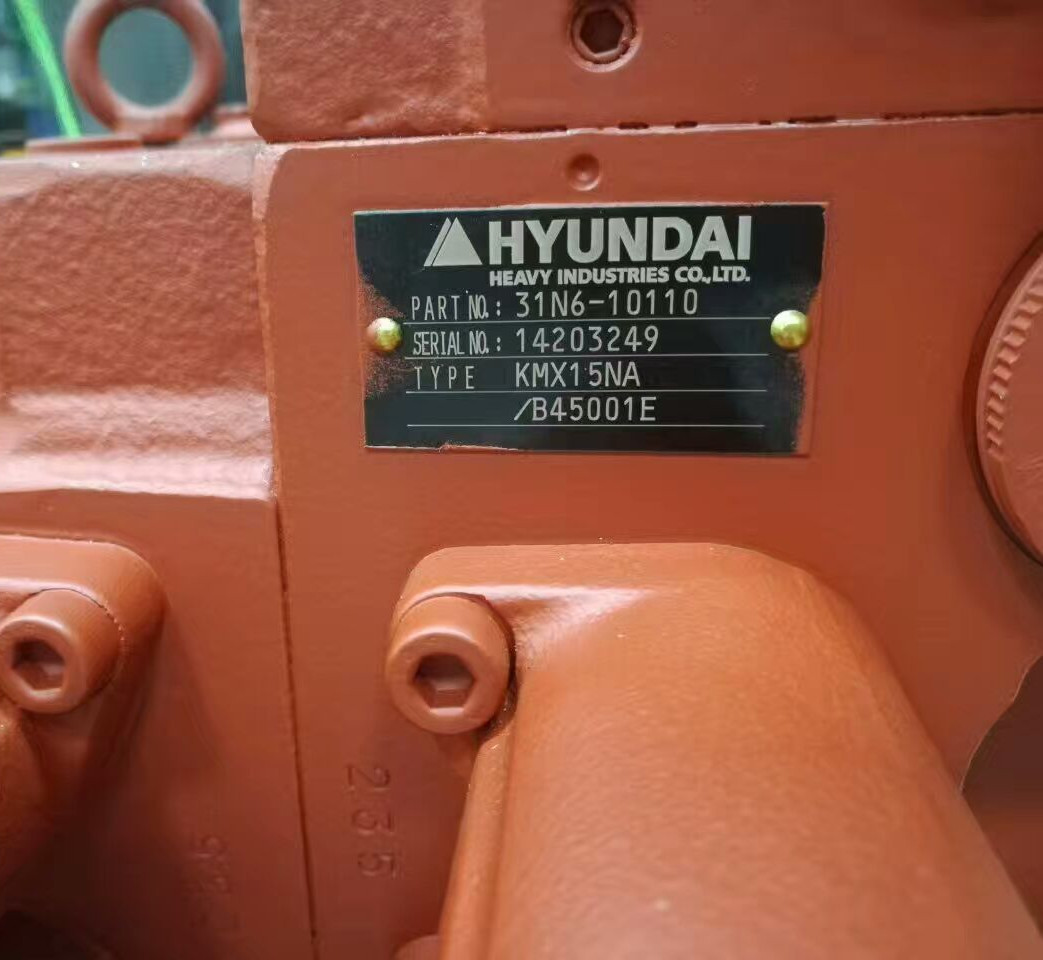 HYUNDAI
HEAVY INDUSTRIES CO.,LTD.
PART NO.: 31N6-10110
SERIAL NO.: 14203249
TYPE KMX15NA
/B45001E
235